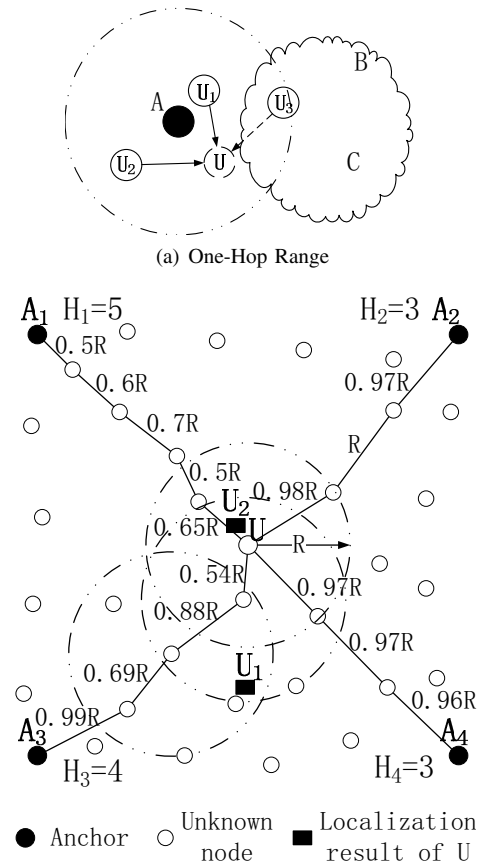 B
A
U1
U3
U2
U
C
(a) One-Hop Range
A1 H1=5
H2=3 A2
0.5R
0.6R
0.97R
0.7R
R
0.5R
0.98R
U2
U
0.65R
R
0.54R
0.97R
0.88R
0.97R
U1
0.69R
0.96R
0.99R
A3
A4
H3=4
H4=3
Anchor
Unknown node
Localization result of U